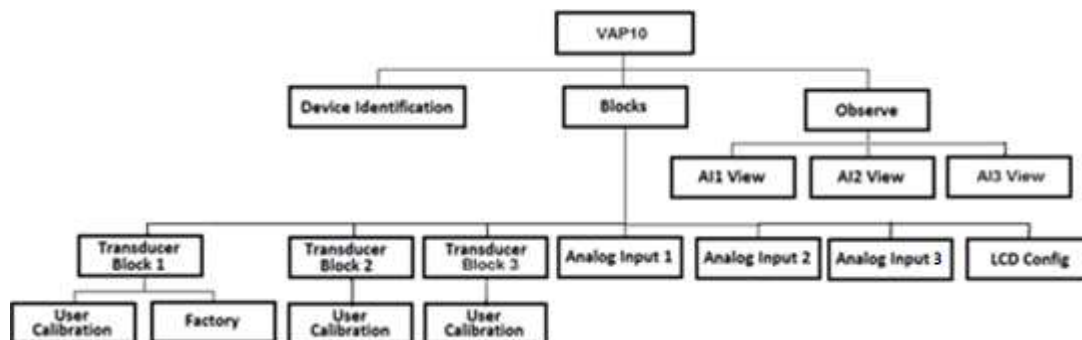 VAP10
Device Identification
Blocks
Observe
AI1 View
AI2 View
AI3 View
Transducer
Block 1
Transducer
Block 2
Transducer
Block 3
Analog Input 1
Analog Input 2
Analog Input 3
LCD Config
User
Calibration
Factory
User
Calibration
User
Calibration